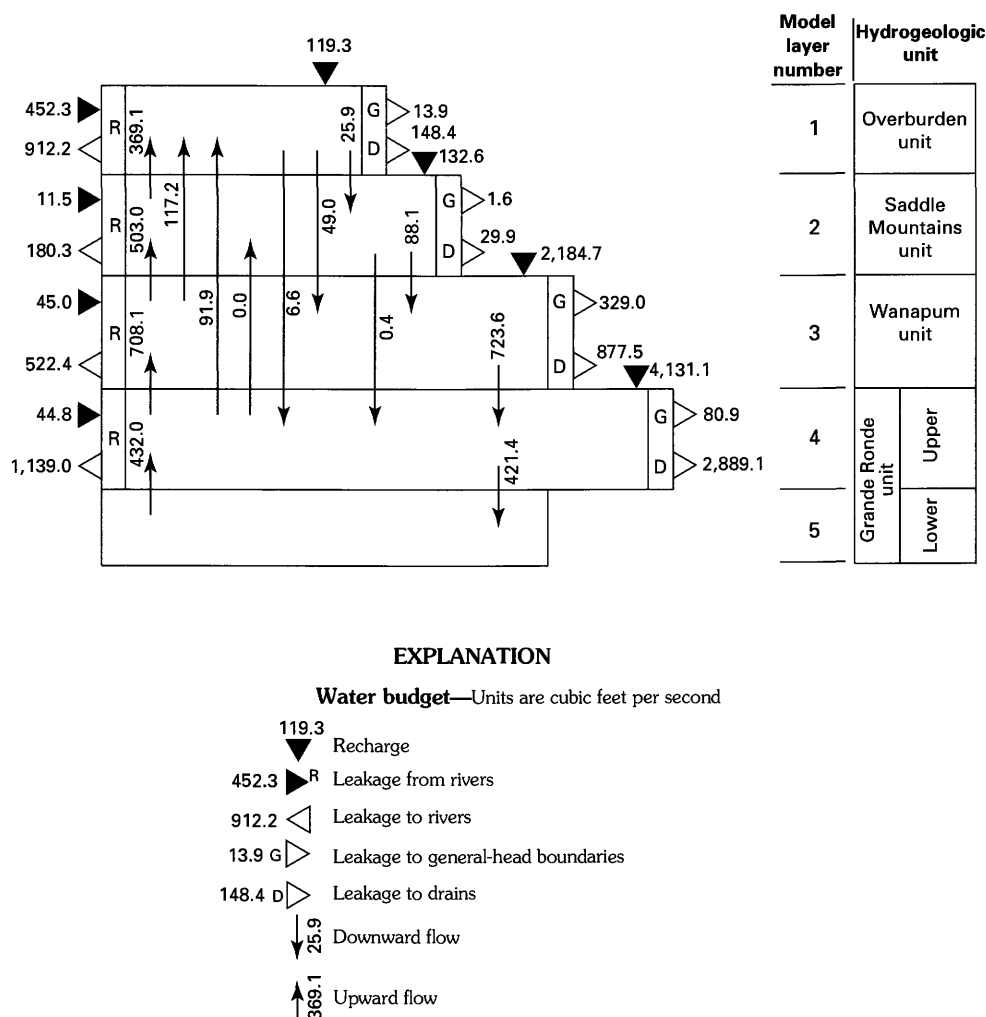 119.3
452.3
R
369.1
25.9
G
13.9
912.2
D
148.4
132.6
11.5
R
503.0
117.2
49.0
88.1
G
1.6
180.3
D
29.9
2,184.7
45.0
R
708.1
91.9
0.0
6.6
0.4
723.6
G
329.0
522.4
D
877.5
4,131.1
44.8
R
432.0
421.4
G
80.9
1,139.0
D
2,889.1
Model
layer
number
Hydrogeologic
unit
1
Overburden
unit
2
Saddle
Mountains
unit
3
Wanapum
unit
4
5
Grande Ronde
unit
Upper
Lower
EXPLANATION
Water budget—Units are cubic feet per second
119.3
Recharge
452.3 R Leakage from rivers
912.2 Leakage to rivers
13.9 G Leakage to general-head boundaries
148.4 D Leakage to drains
25.9 Downward flow
369.1 Upward flow